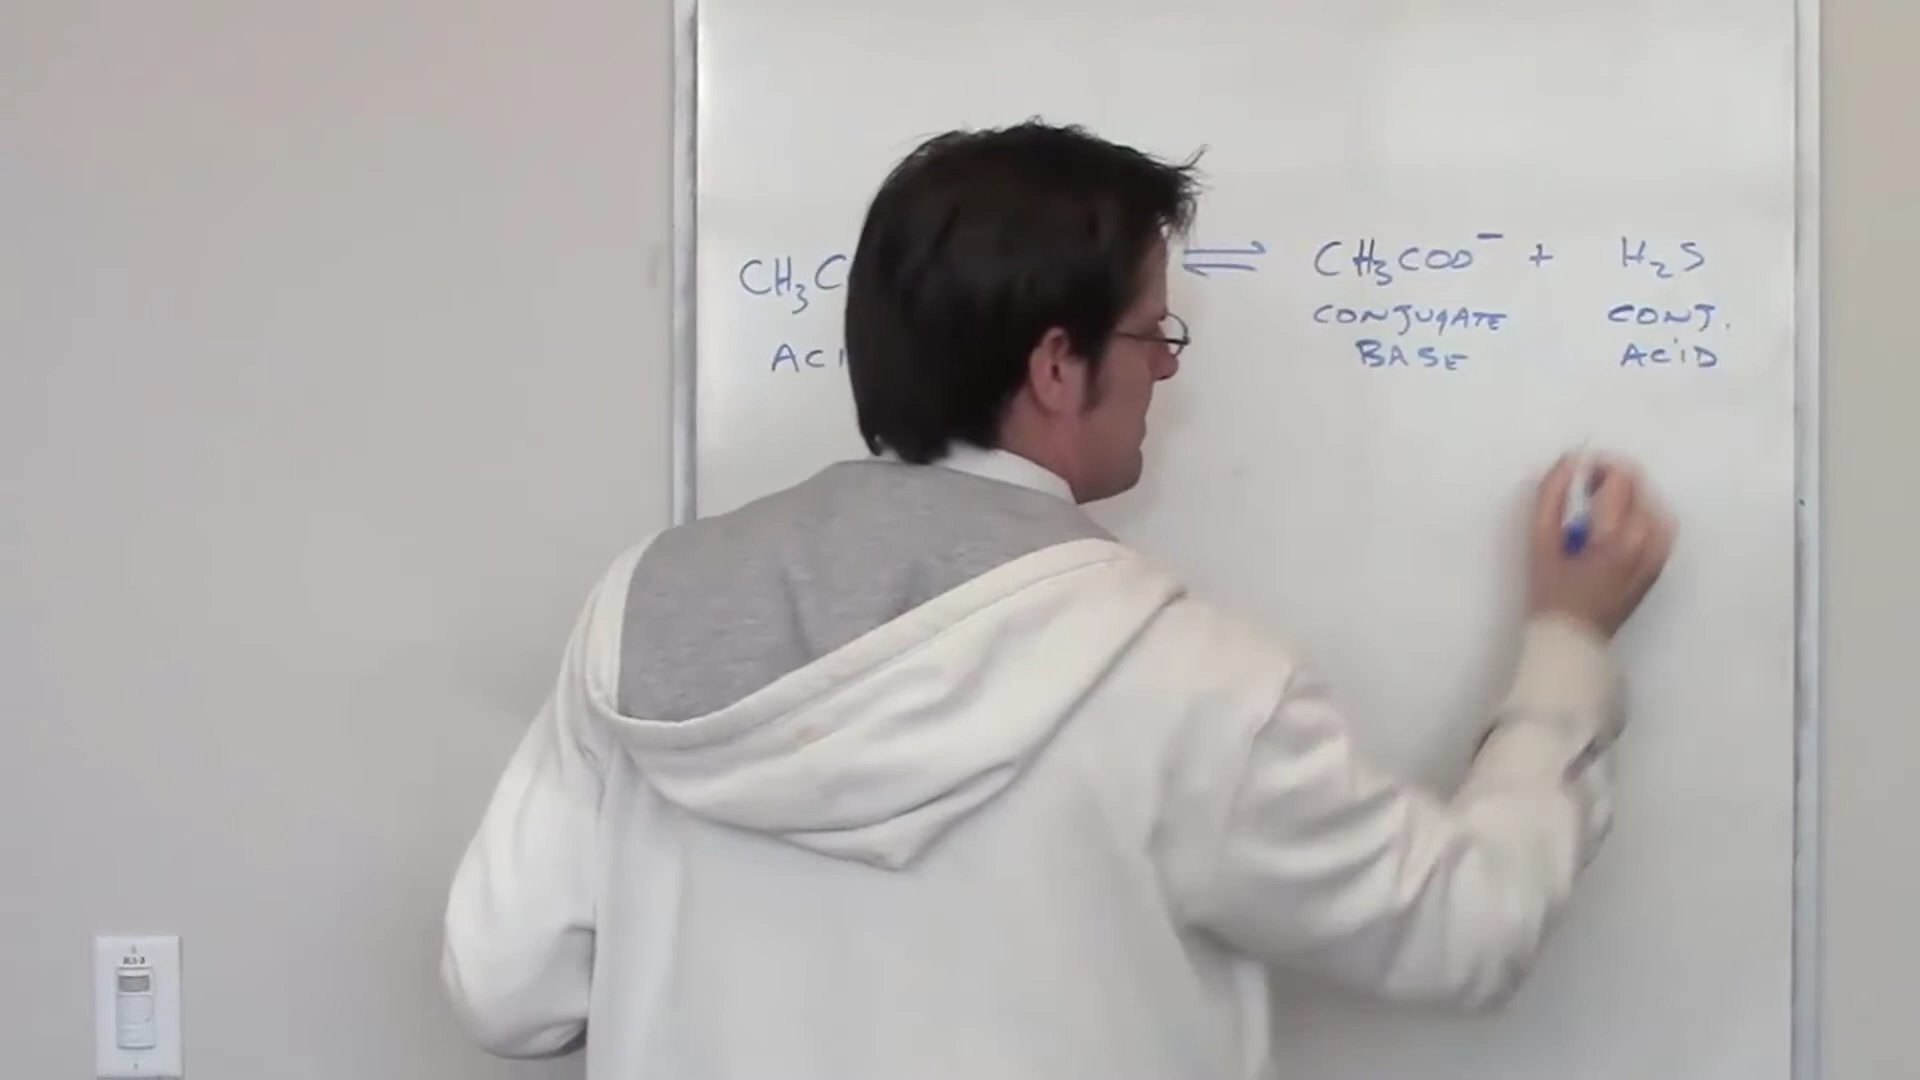 CH₃C ⇌ CH₃COO⁻ + H₂S
CONJUGATE CONJ.
ACI BASE ACID